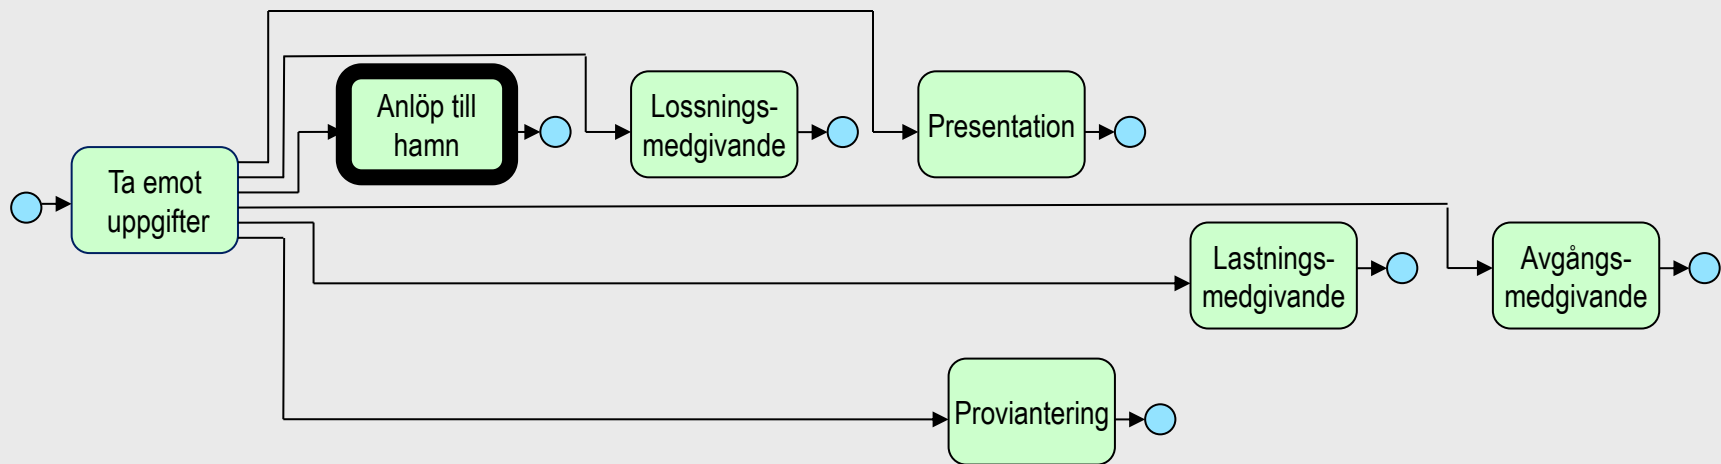 Ta emot
uppgifter
Anlöp till
hamn
Lossnings-
medgivande
Presentation
Lastnings-
medgivande
Avgångs-
medgivande
Proviantering